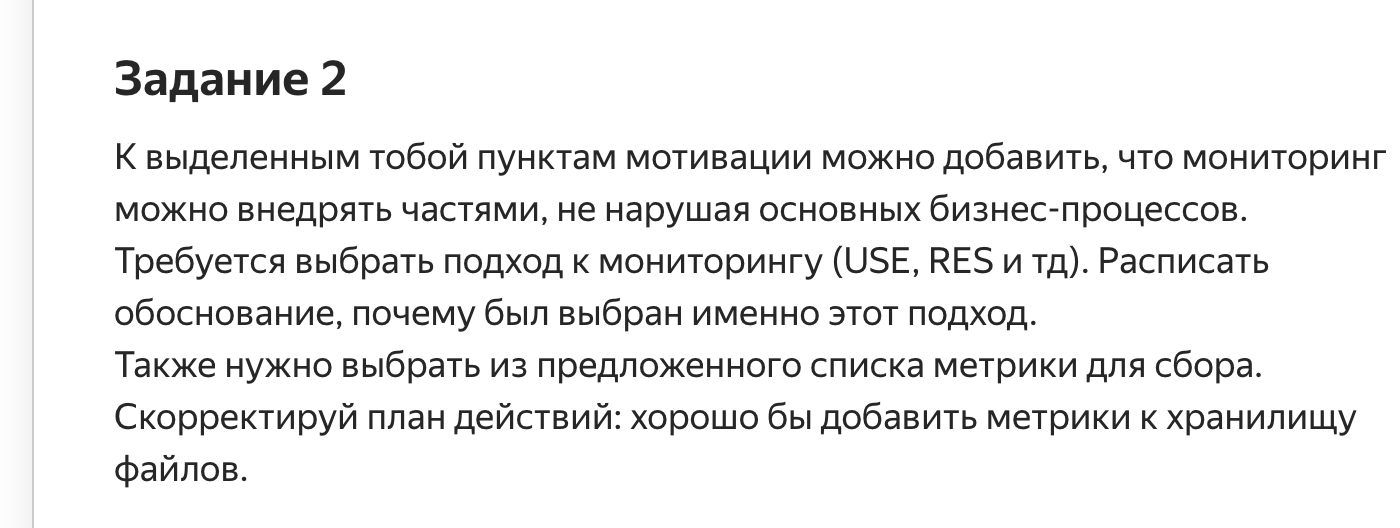 Задание 2
К выделенным тобой пунктам мотивации можно добавить, что мониторинг
можно внедрять частями, не нарушая основных бизнес-процессов.
Требуется выбрать подход к мониторингу (USE, RES и тд). Расписать
обоснование, почему был выбран именно этот подход.
Также нужно выбрать из предложенного списка метрики для сбора.
Скорректируй план действий: хорошо бы добавить метрики к хранилищу
файлов.